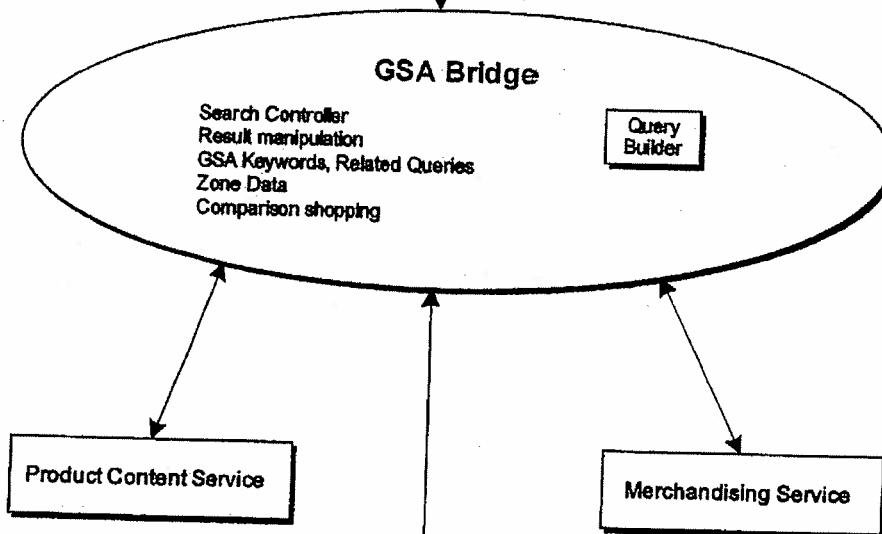 GSA Bridge
Search Controller
Result manipulation
GSA Keywords, Related Queries
Zone Data
Comparison shopping
Query
Builder
Product Content Service
Merchandising Service